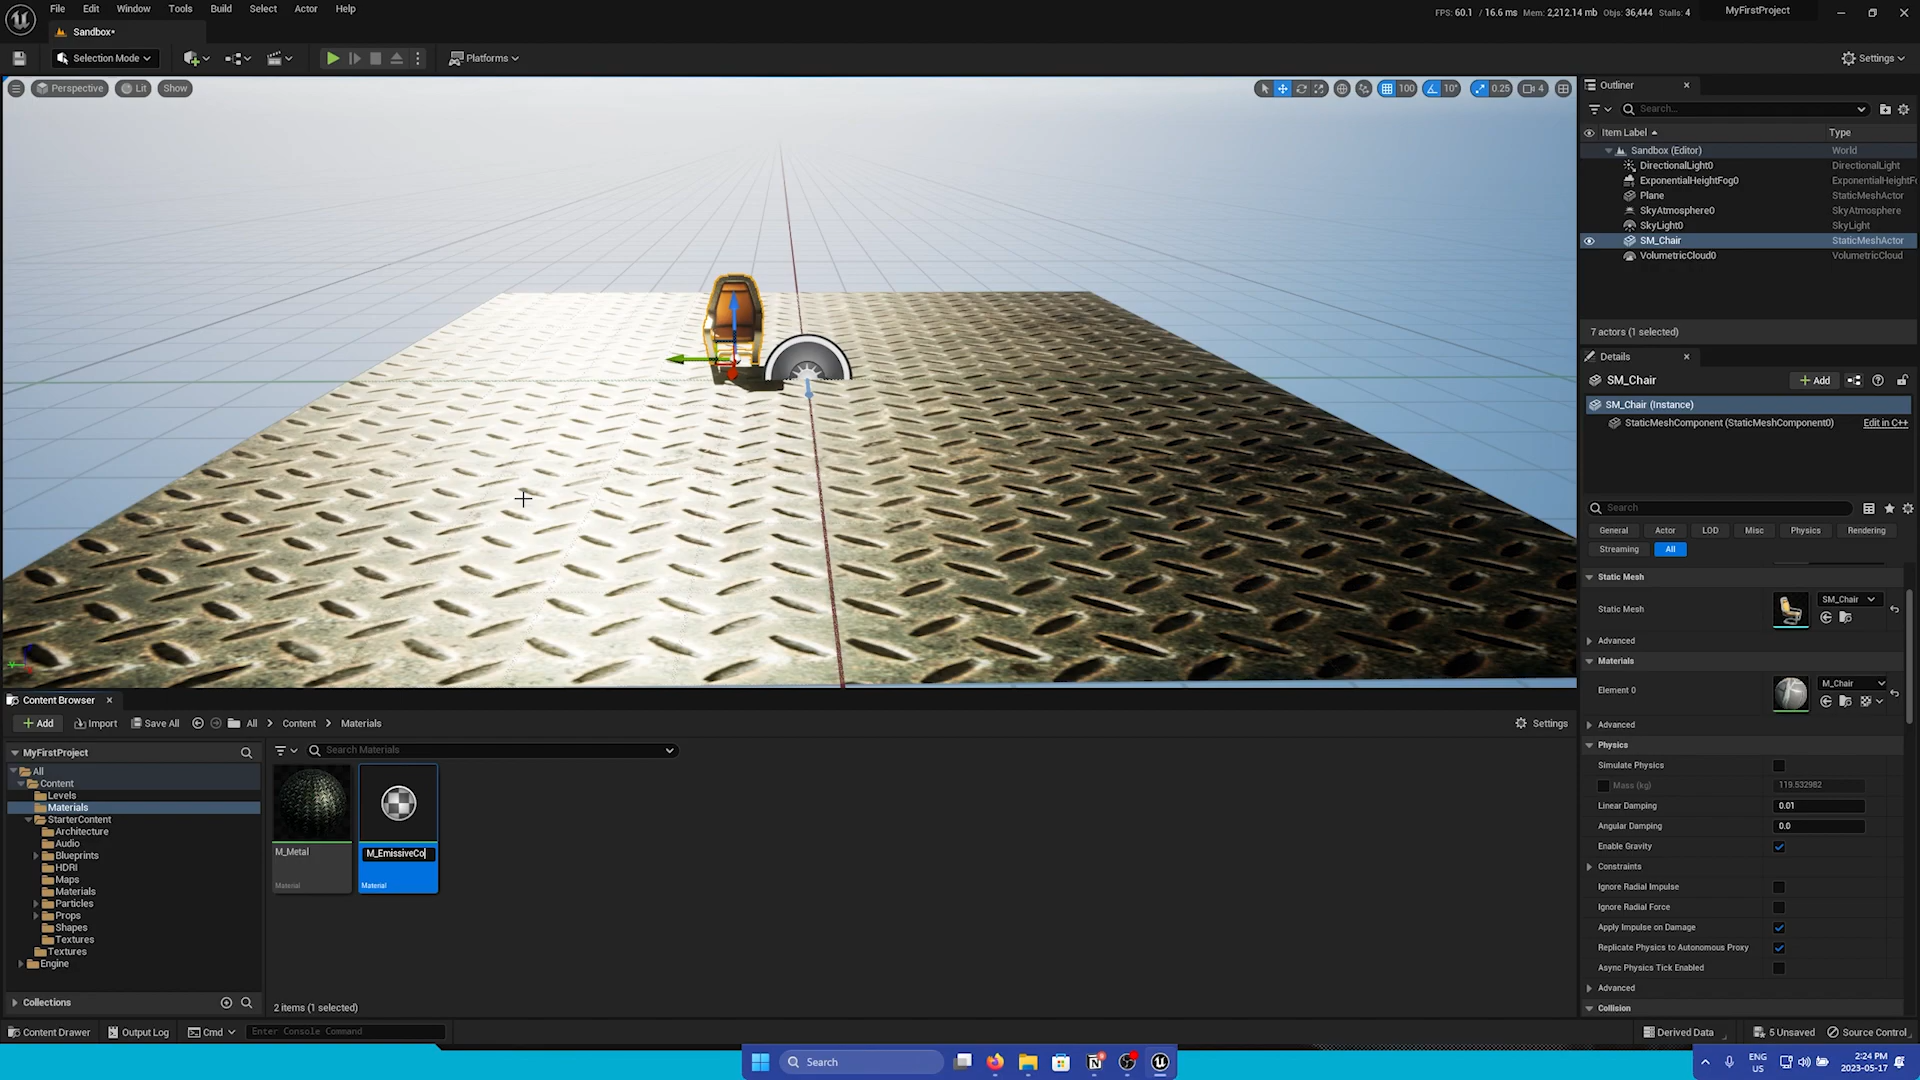 File Edit Window Tools Build Select Actor Help
FPS: 60.1 / 16.6 ms Mem: 2,212.14 mb Objs: 36,444 Stalls: 4
MyFirstProject
Sandbox•
Selection Mode
Platforms
Settings
Perspective Lit Show
100 10° 0.25 4
Outliner
Search...
Item Label Type
Sandbox (Editor) World
DirectionalLight0 DirectionalLight
ExponentialHeightFog0 ExponentialHeightFo
Plane StaticMeshActor
SkyAtmosphere0 SkyAtmosphere
SkyLight0 SkyLight
SM_Chair StaticMeshActor
VolumetricCloud0 VolumetricCloud
7 actors (1 selected)
Details
SM_Chair
Add
SM_Chair (Instance)
StaticMeshComponent (StaticMeshComponent0) Edit in C++
Search
General Actor LOD Misc Physics Rendering
Streaming All
Static Mesh
Static Mesh SM_Chair
Advanced
Materials
Element 0 M_Chair
Advanced
Physics
Simulate Physics
Mass (kg) 119.532982
Linear Damping 0.01
Angular Damping 0.0
Enable Gravity
Constraints
Ignore Radial Impulse
Ignore Radial Force
Apply Impulse on Damage
Replicate Physics to Autonomous Proxy
Async Physics Tick Enabled
Advanced
Collision
Content Browser
Add Import Save All All Content Materials
Settings
MyFirstProject
Search Materials
All
Content
Levels
Materials
StarterContent
Architecture
Audio
Blueprints
HDRI
Maps
Materials
Particles
Props
Shapes
Textures
Textures
Engine
Collections
M_Metal
Material
M_EmissiveCo
Material
2 items (1 selected)
Content Drawer Output Log Cmd Enter Console Command
Derived Data 5 Unsaved Source Control
Search
ENG
US
2:24 PM
2023-05-17